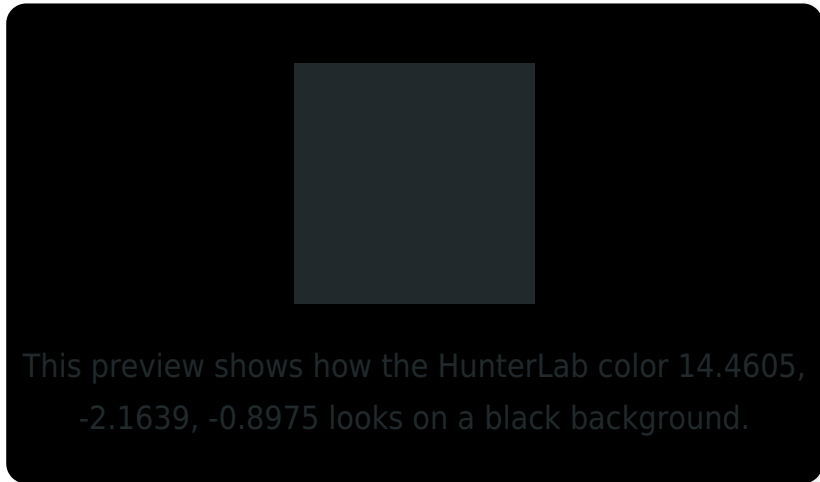 This preview shows how the HunterLab color 14.4605,
-2.1639, -0.8975 looks on a black background.